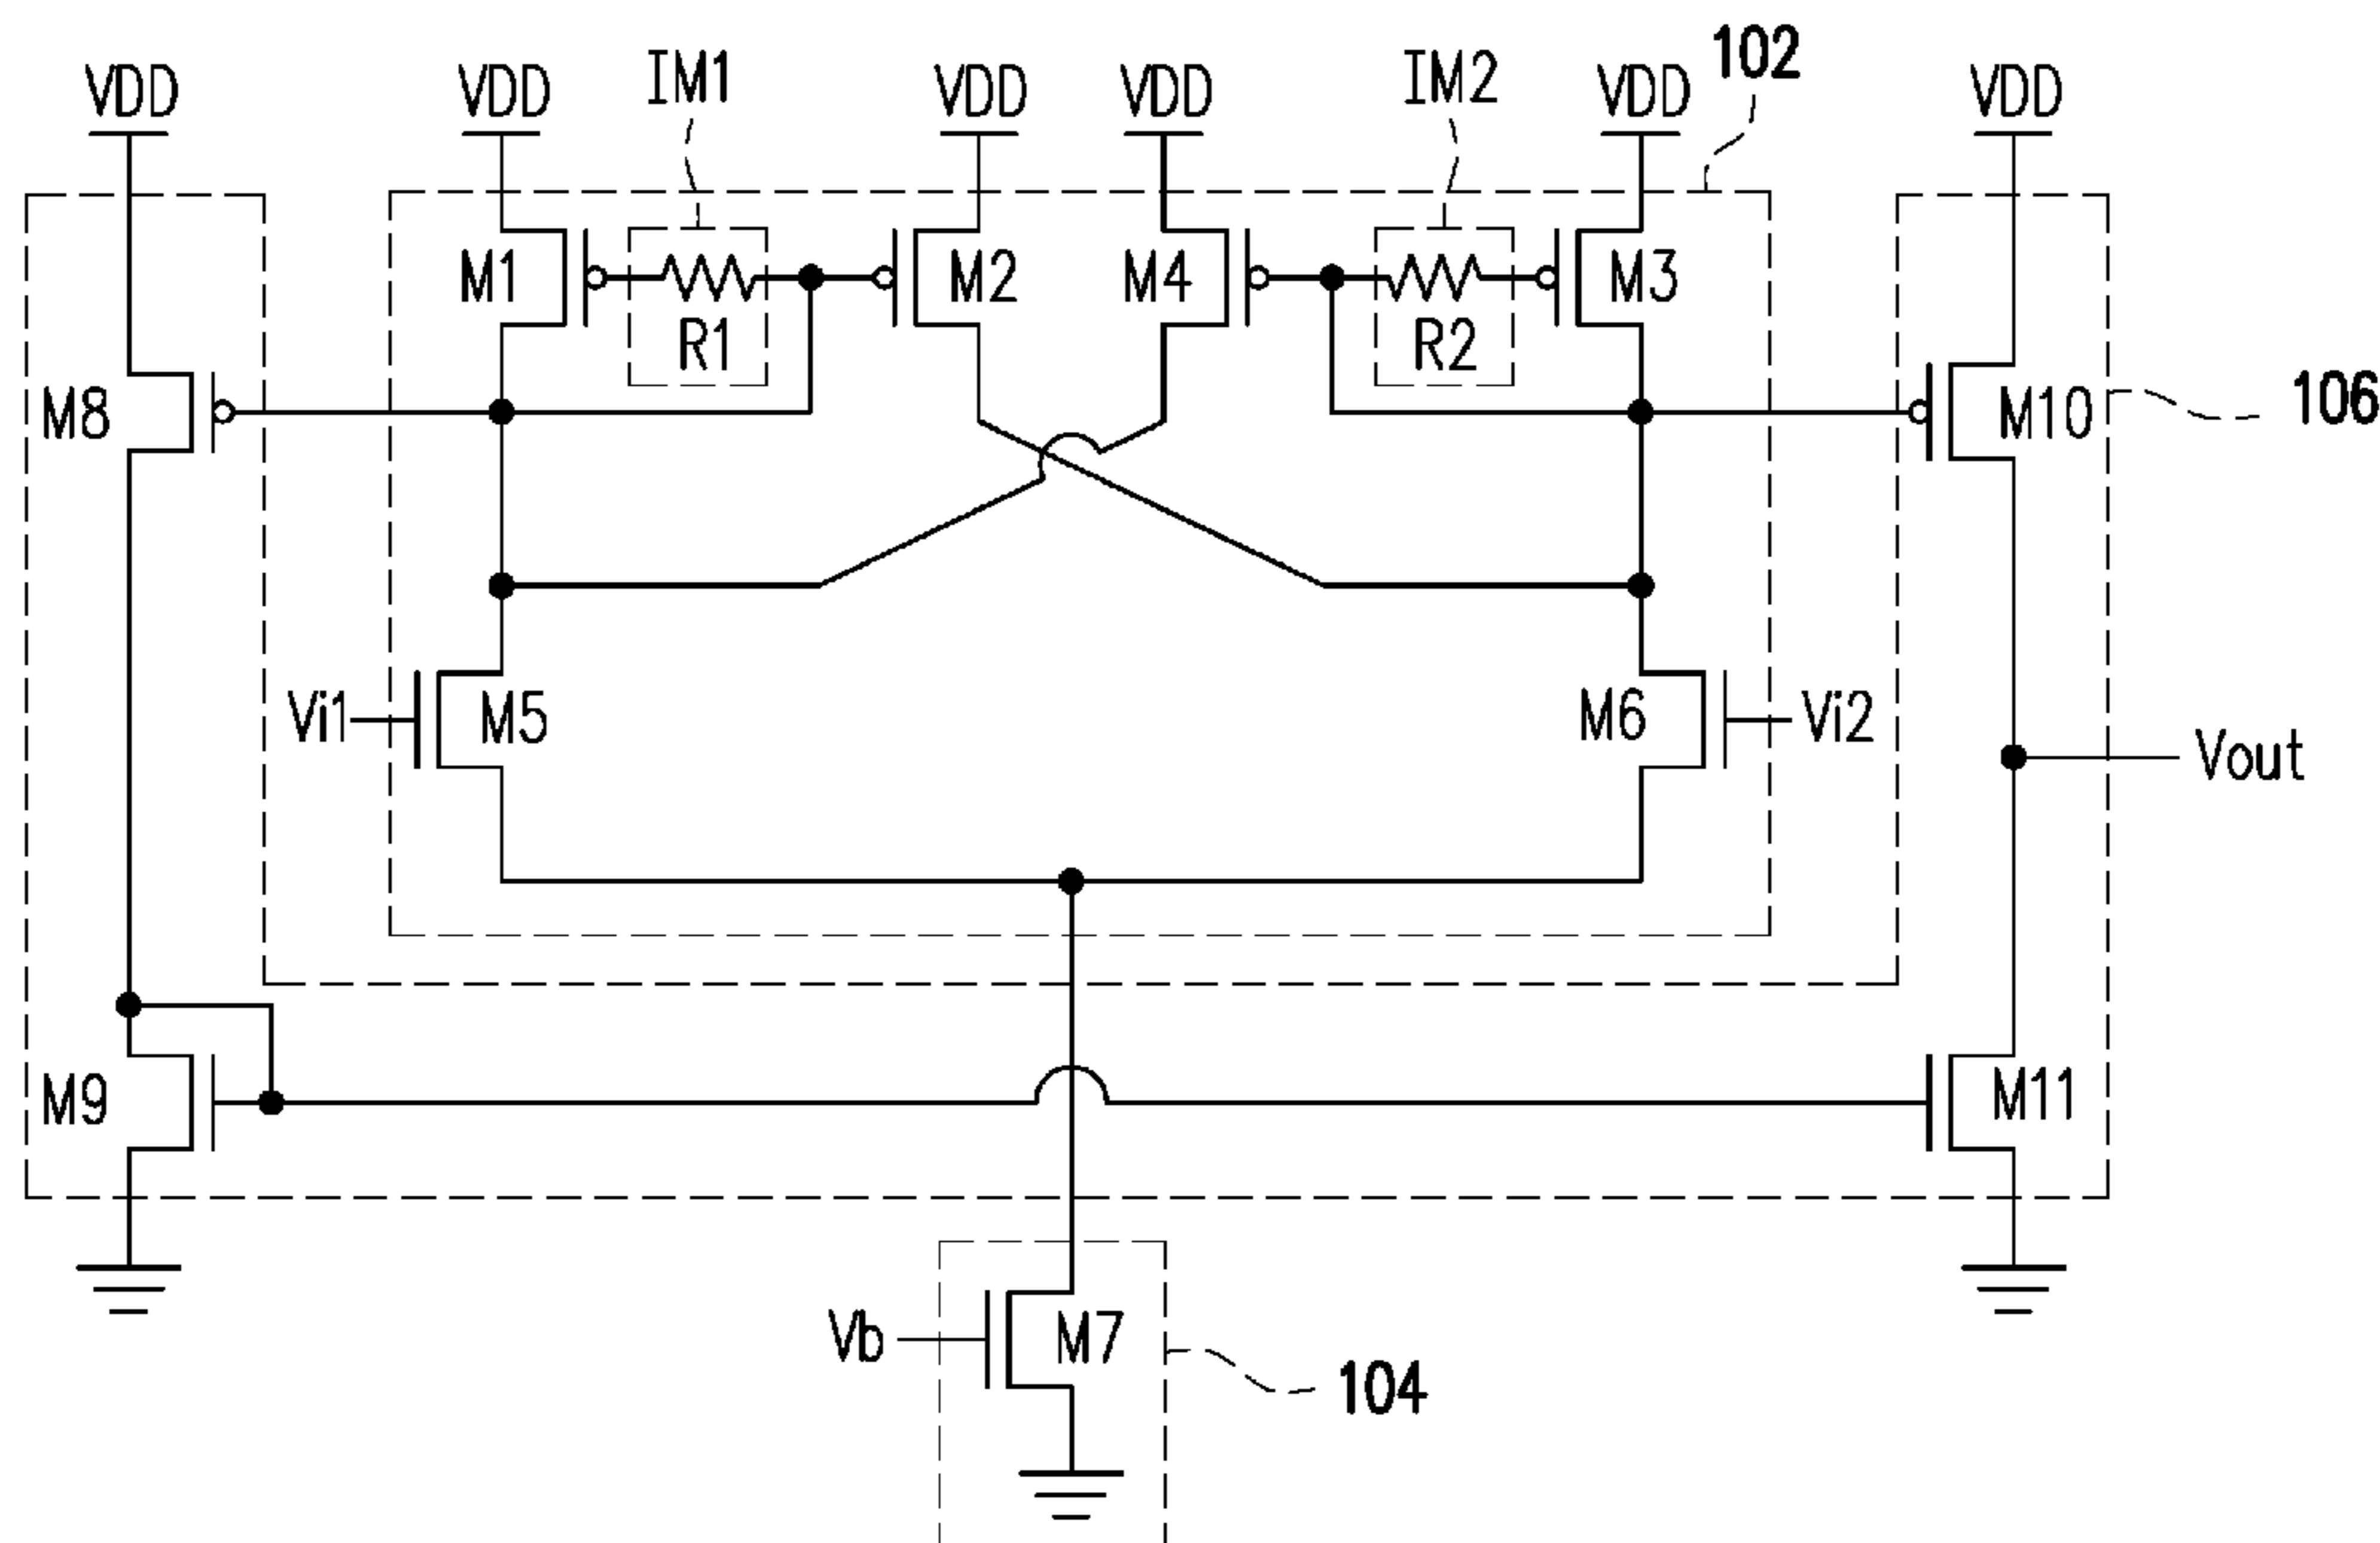 102
VDD VDD IM1 VDD VDD IM2 VDD VDD
M1 M2 M4 M3
R1 R2
M8 M10 106
Vi1 M5 M6 Vi2
Vout
M9 M11
Vb M7
104